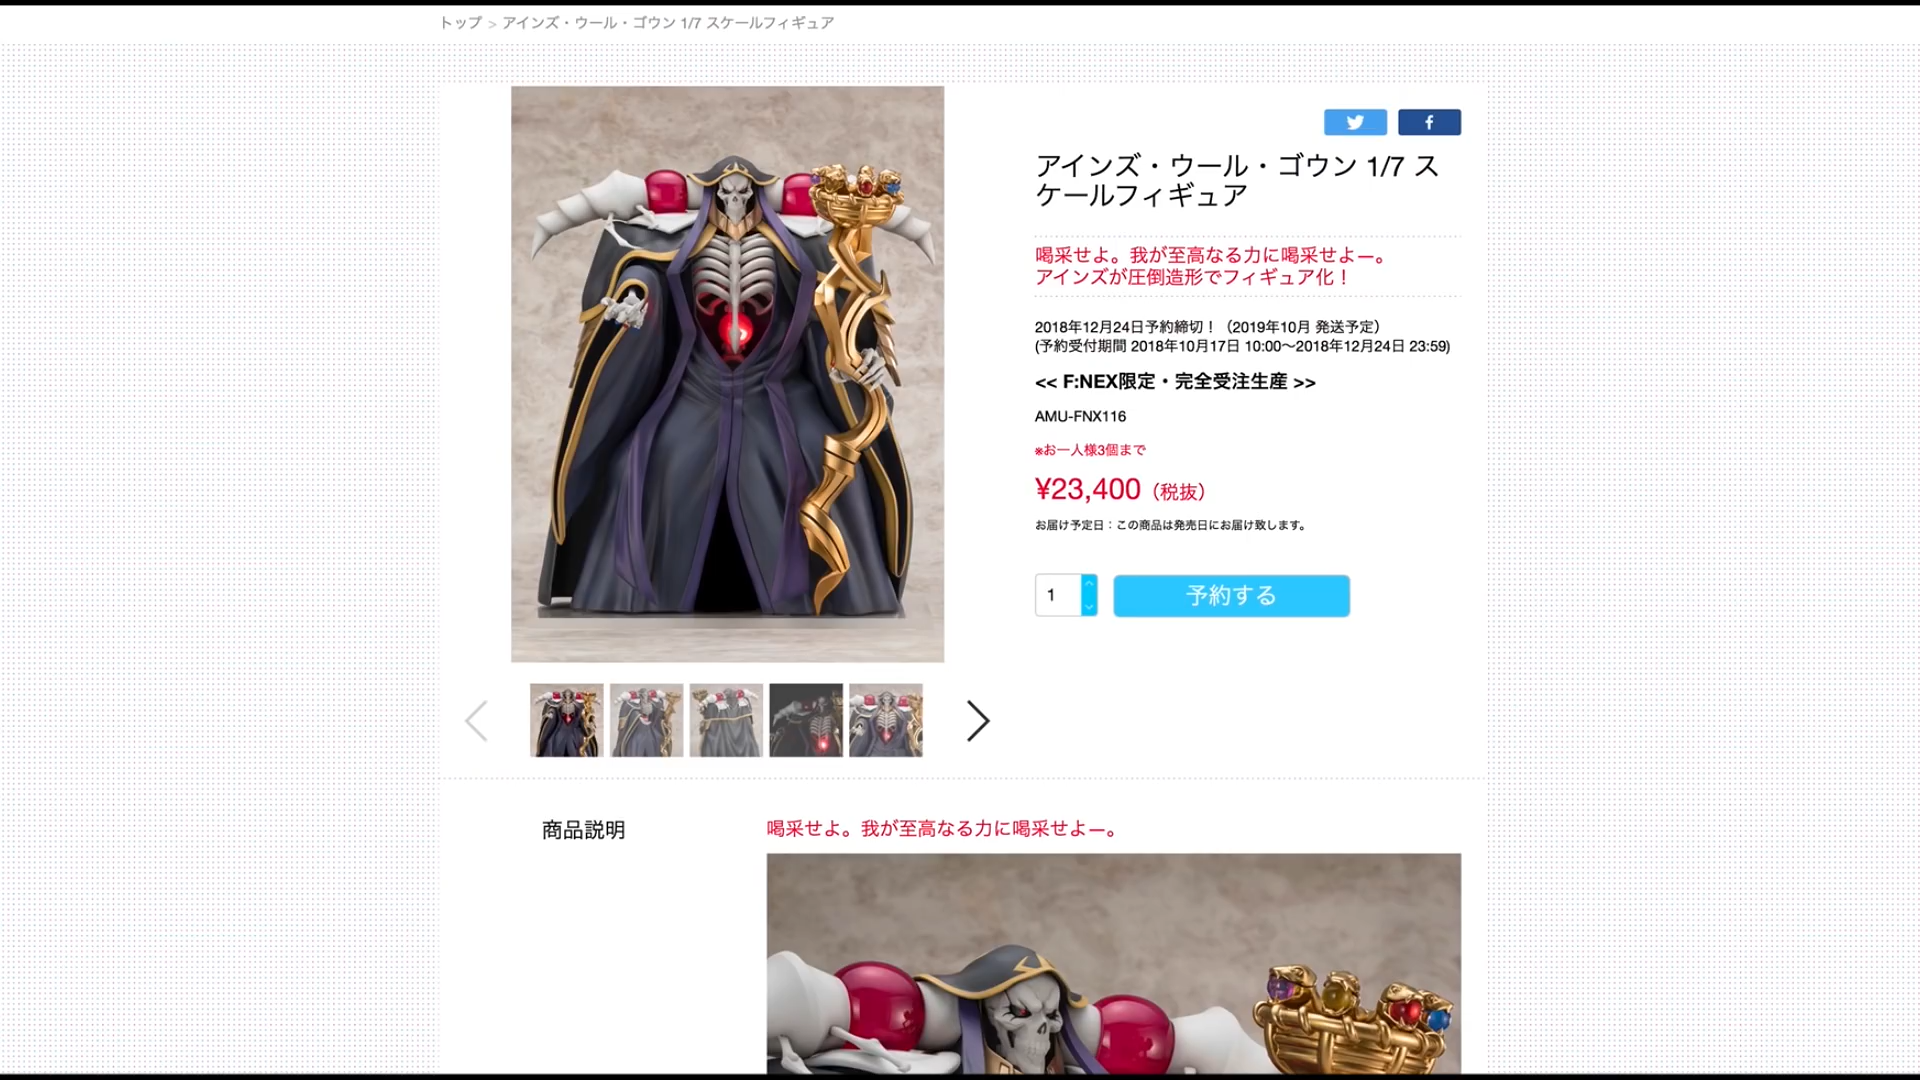 トップ > アインズ・ウール・ゴウン 1/7 スケールフィギュア
アインズ・ウール・ゴウン 1/7 ス
ケールフィギュア
喝采せよ。我が至高なる力に喝采せよー。
アインズが圧倒造形でフィギュア化！
2018年12月24日予約締切！（2019年10月 発送予定）
(予約受付期間 2018年10月17日 10:00〜2018年12月24日 23:59)
<< F:NEX限定・完全受注生産 >>
AMU-FNX116
※お一人様3個まで
¥23,400（税抜）
お届け予定日：この商品は発売日にお届け致します。
1
予約する
商品説明
喝采せよ。我が至高なる力に喝采せよー。